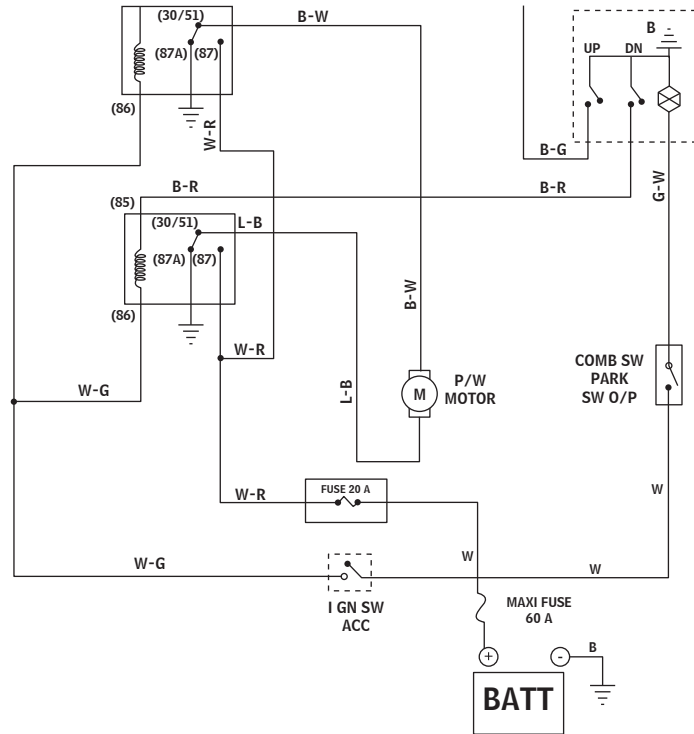 (30/51)
B-W
B
UP
DN
(87A)
(87)
(86)
W-R
B-G
B-R
B-R
G-W
(85)
(30/51)
L-B
(87A)
(87)
(86)
W-R
B-W
L-B
W-G
P/W
MOTOR
M
COMB SW
PARK
SW O/P
FUSE 20 A
W-R
W
W
W-G
W
I GN SW
ACC
MAXI FUSE
60 A
+
-
B
BATT